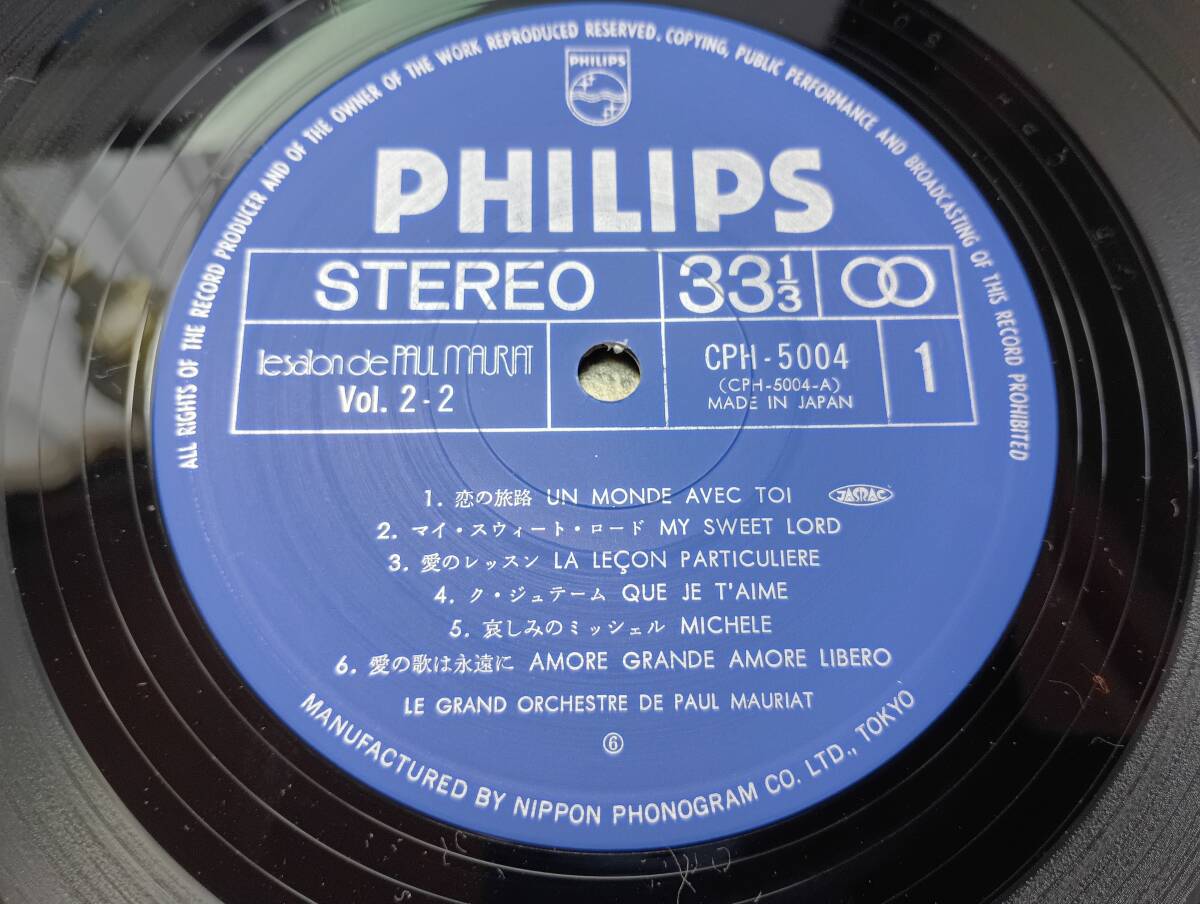 ALL RIGHTS OF THE RECORD PRODUCER AND OF THE OWNER OF THE WORK REPRODUCED RESERVED. COPYING, PUBLIC PERFORMANCE AND BROADCASTING OF THIS RECORD PROHIBITED
PHILIPS
PHILIPS
STEREO 33 1/3
le salon de PAUL MAURIAT
Vol. 2-2
CPH-5004
(CPH-5004-A)
MADE IN JAPAN
1
1. 恋の旅路 UN MONDE AVEC TOI JASRAC
2. マイ・スウィート・ロード MY SWEET LORD
3. 愛のレッスン LA LEÇON PARTICULIERE
4. ク・ジュテーム QUE JE T'AIME
5. 哀しみのミッシェル MICHELE
6. 愛の歌は永遠に AMORE GRANDE AMORE LIBERO
LE GRAND ORCHESTRE DE PAUL MAURIAT
⑥
MANUFACTURED BY NIPPON PHONOGRAM CO. LTD., TOKYO